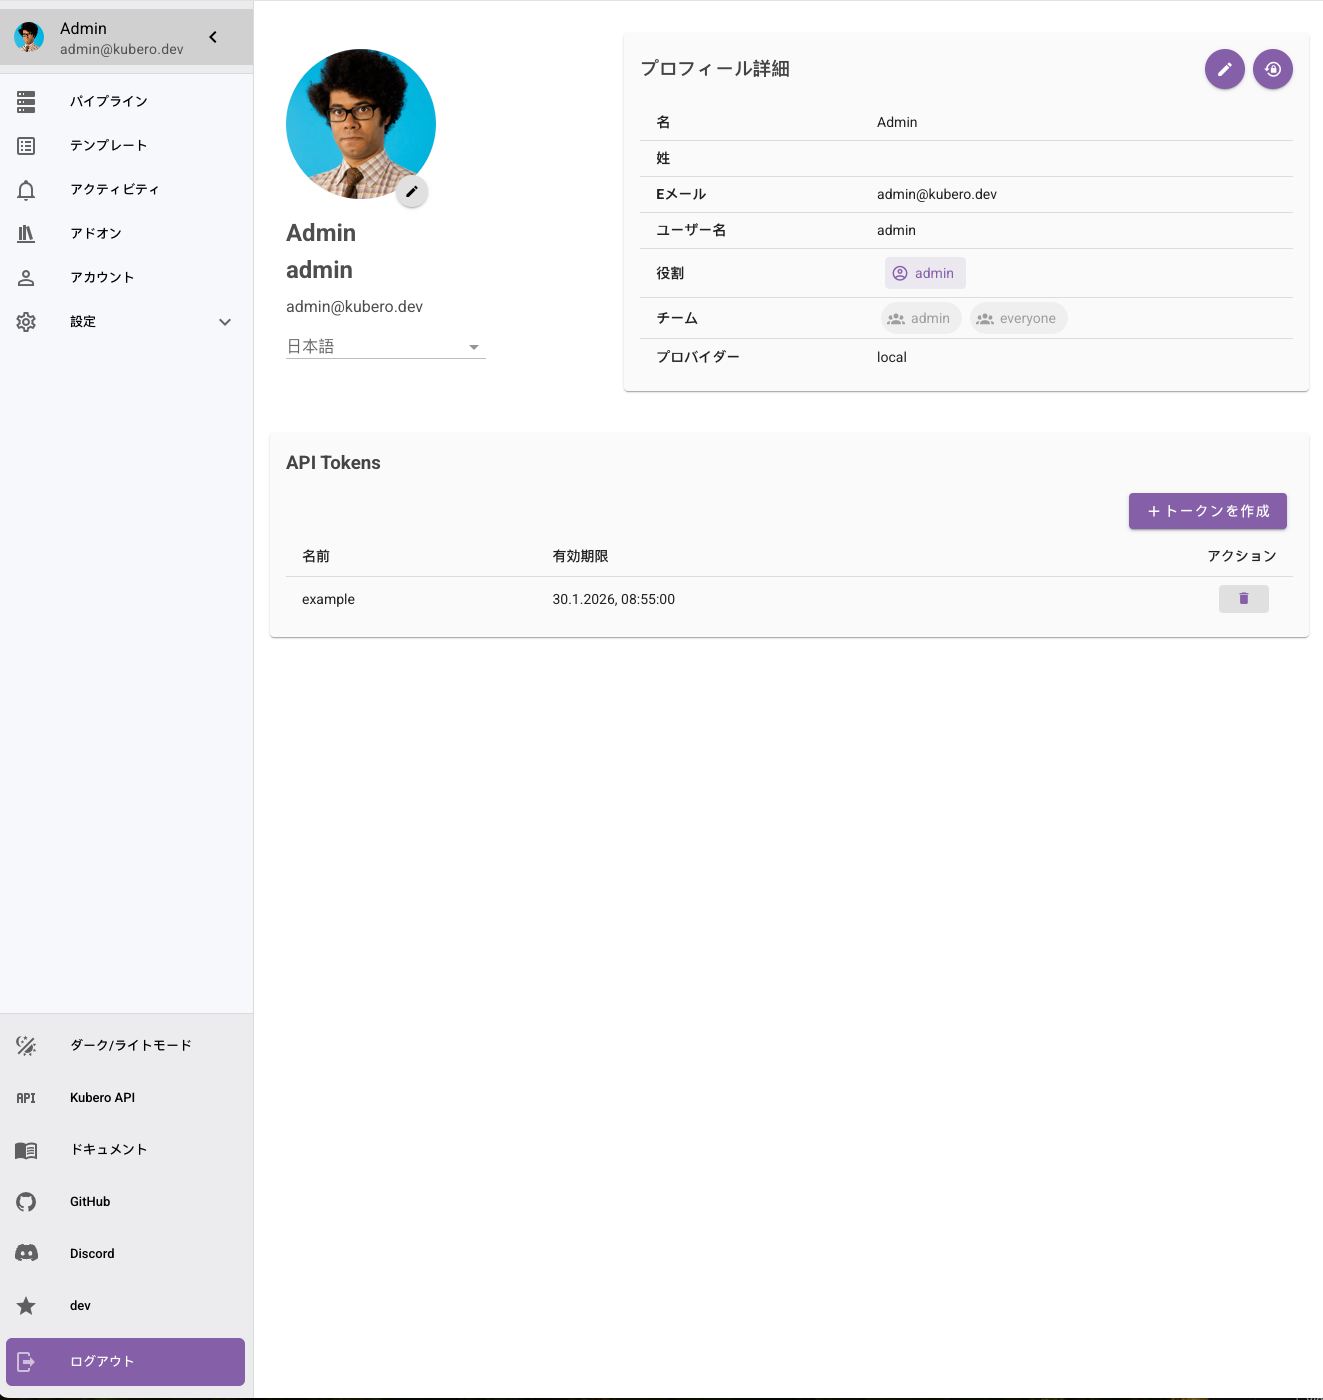 Admin
admin@kubero.dev
パイプライン
テンプレート
アクティビティ
アドオン
アカウント
設定
ダーク/ライトモード
API Kubero API
ドキュメント
GitHub
Discord
dev
ログアウト
Admin
admin
admin@kubero.dev
日本語
プロフィール詳細
名 Admin
姓
Eメール admin@kubero.dev
ユーザー名 admin
役割 admin
チーム admin everyone
プロバイダー local
API Tokens
+トークンを作成
名前 有効期限 アクション
example 30.1.2026, 08:55:00